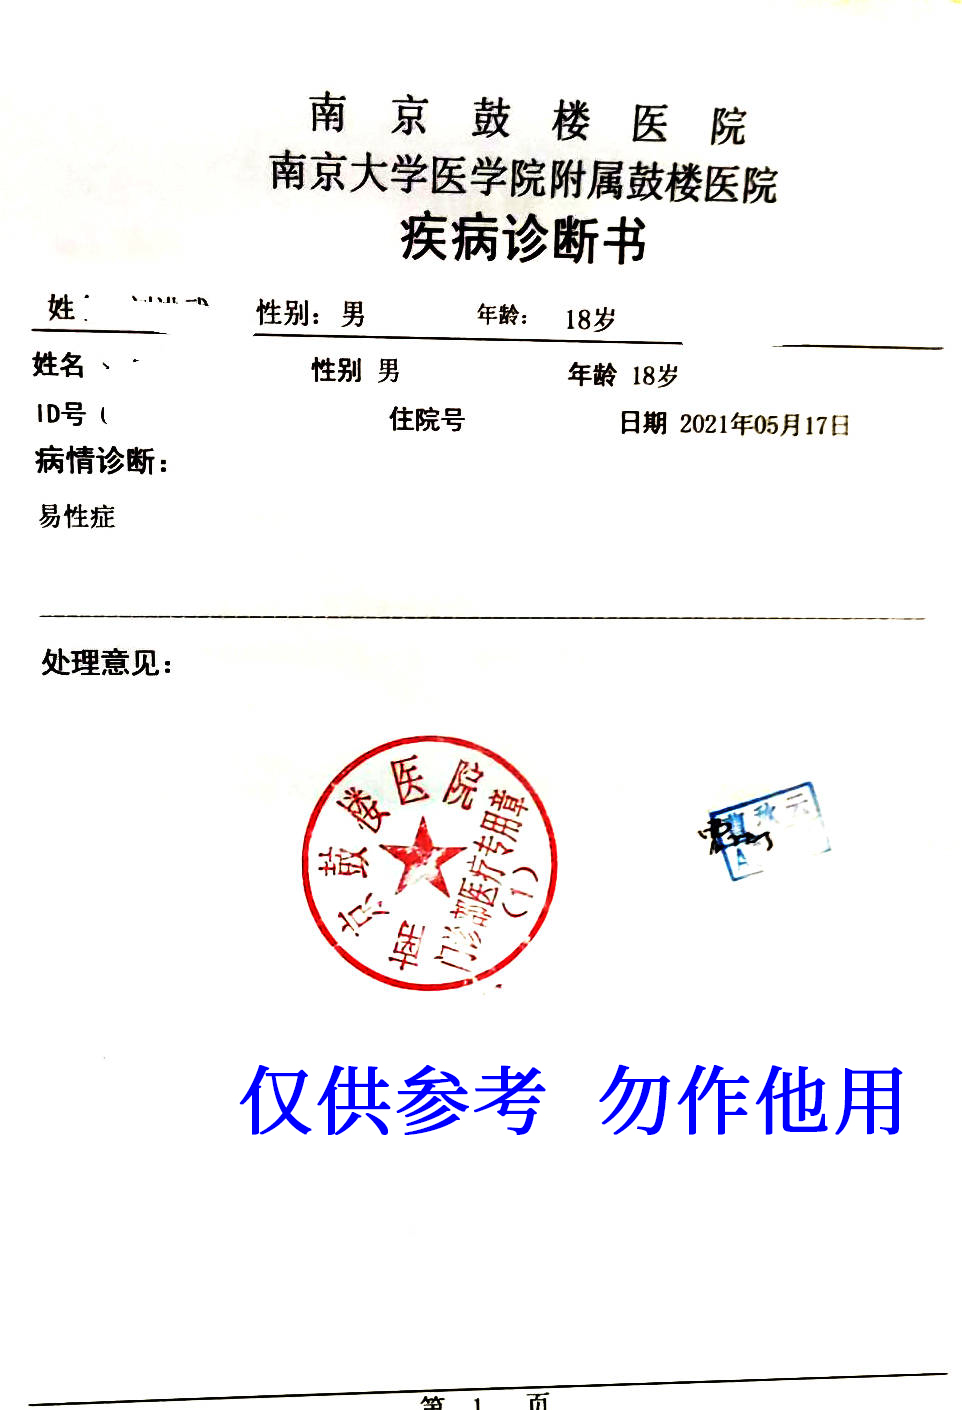 南京鼓楼医院
南京大学医学院附属鼓楼医院
疾病诊断书
姓 性别：男 年龄： 18岁
姓名 性别 男 年龄 18岁
ID号 住院号 日期 2021年05月17日
病情诊断：
易性症
处理意见：
南京鼓楼医院
门诊部医疗专用章
（1）
仅供参考 勿作他用
第 1 页